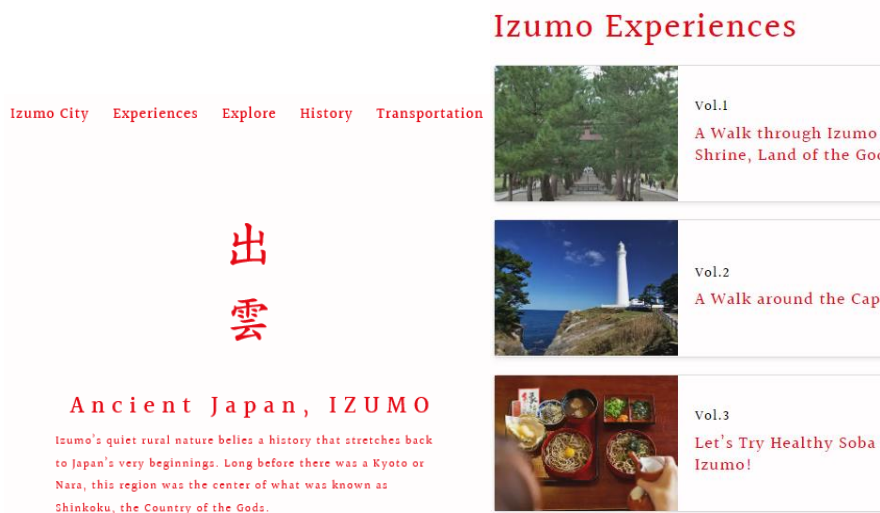 Izumo City Experiences Explore History Transportation
出
雲
Ancient Japan, IZUMO
Izumo's quiet rural nature belies a history that stretches back
to Japan's very beginnings. Long before there was a Kyoto or
Nara, this region was the center of what was known as
Shinkoku, the Country of the Gods.
Izumo Experiences
Vol.1
A Walk through Izumo
Shrine, Land of the
Vol.2
A Walk around the
Vol.3
Let's Try Healthy Soba
Izumo!